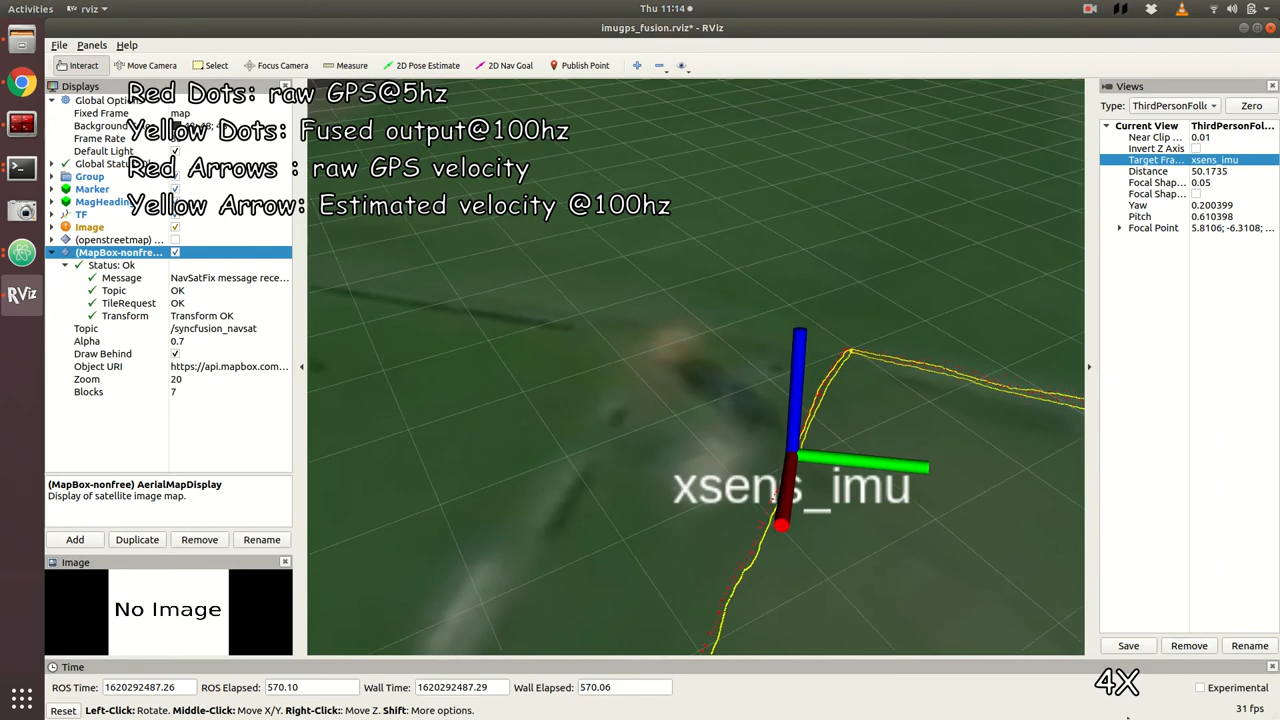 Activities
rviz
Thu 11:14
imugps_fusion.rviz* - RViz
File Panels Help
Interact Move Camera Select Focus Camera Measure 2D Pose Estimate 2D Nav Goal Publish Point
Displays
Red Dots: raw GPS@5hz
Yellow Dots: Fused output@100hz
Red Arrows : raw GPS velocity
Yellow Arrow: Estimated velocity @100hz
Fixed Frame map
Frame Rate
Default Light
Group
Marker
TF
Image
(openstreetmap) ...
(MapBox-nonfre...
Status: Ok
Message NavSatFix message rece...
Topic OK
TileRequest OK
Transform Transform OK
Topic /syncfusion_navsat
Alpha 0.7
Draw Behind
Object URI https://api.mapbox.com...
Zoom 20
Blocks 7
(MapBox-nonfree) AerialMapDisplay
Display of satellite image map.
Add Duplicate Remove Rename
Image
No Image
RViz
xsens_imu
Views
Type: ThirdPersonFoll Zero
Current View ThirdPersonFoll...
Near Clip ... 0.01
Invert Z Axis
Target Fra... xsens_imu
Distance 50.1735
Focal Shap... 0.05
Focal Shap...
Yaw 0.200399
Pitch 0.610398
Focal Point 5.8106; -6.3108; ...
Save Remove Rename
Time
4X
ROS Time: 1620292487.26 ROS Elapsed: 570.10 Wall Time: 1620292487.29 Wall Elapsed: 570.06 Experimental
Reset Left-Click: Rotate. Middle-Click: Move X/Y. Right-Click:: Move Z. Shift: More options. 31 fps